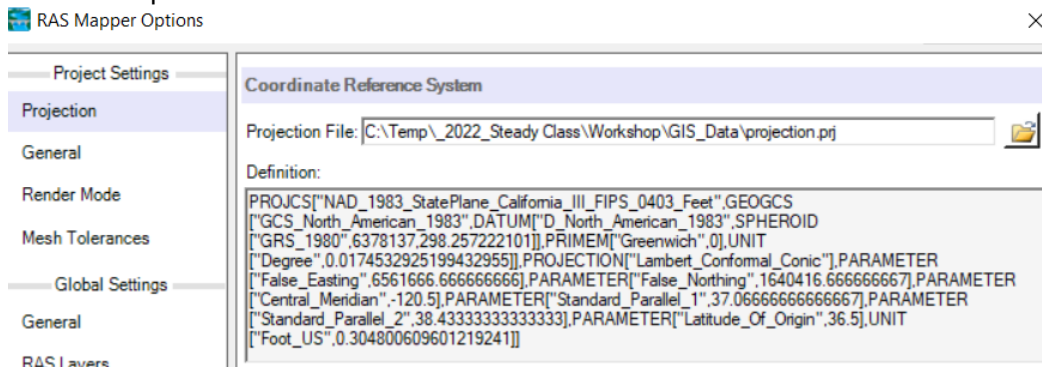 RAS Mapper Options
Project Settings
Projection
General
Render Mode
Mesh Tolerances
Global Settings
General
RAS Layers
Coordinate Reference System
Projection File: C:\Temp\_2022_Steady Class\Workshop\GIS_Data\projection.prj
Definition:
PROJCS["NAD_1983_StatePlane_California_III_FIPS_0403_Feet",GEOGCS
["GCS_North_American_1983",DATUM["D_North_American_1983",SPHEROID
["GRS_1980",6378137,298.257222101]],PRIMEM["Greenwich",0],UNIT
["Degree",0.0174532925199432955]],PROJECTION["Lambert_Conformal_Conic"],PARAMETER
["False_Easting",6561666.666666666],PARAMETER["False_Northing",1640416.666666667],PARAMETER
["Central_Meridian",-120.5],PARAMETER["Standard_Parallel_1",37.06666666666667],PARAMETER
["Standard_Parallel_2",38.43333333333333],PARAMETER["Latitude_Of_Origin",36.5],UNIT
["Foot_US",0.304800609601219241]]